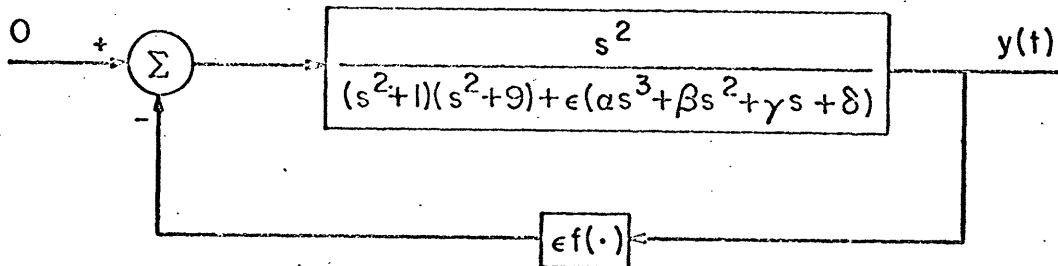 0
+
Σ
-
s²
(s²+1)(s²+9)+ϵ(αs³+βs²+γs+δ)
y(t)
ϵf(·)